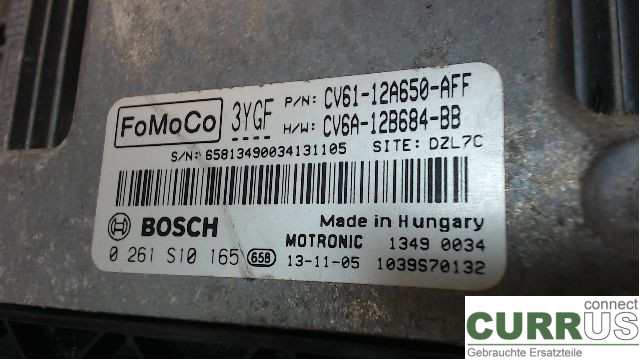 FoMoCo 3YGF P/N: CV61-12A650-AFF
H/W: CV6A-12B684-BB
S/N: 65813490034131105 SITE: DZL7C
BOSCH Made in Hungary
MOTRONIC 1349 0034
0 261 S10 165 658 13-11-05 1039S70132
connect
CURRUS
Gebrauchte Ersatzteile